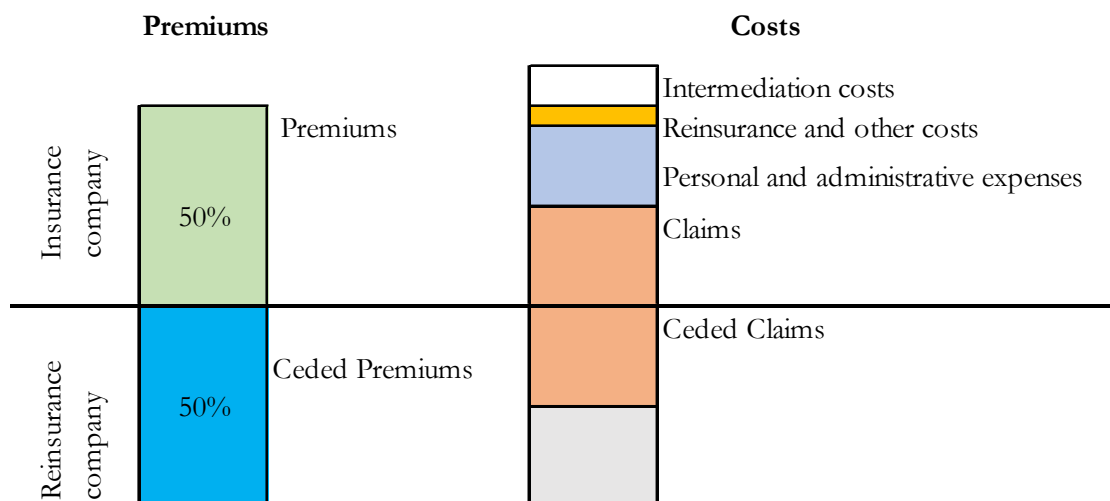 Premiums
Costs
Insurance
company
50%
Premiums
Intermediation costs
Reinsurance and other costs
Personal and administrative expenses
Claims
Reinsurance
company
50%
Ceded Premiums
Ceded Claims